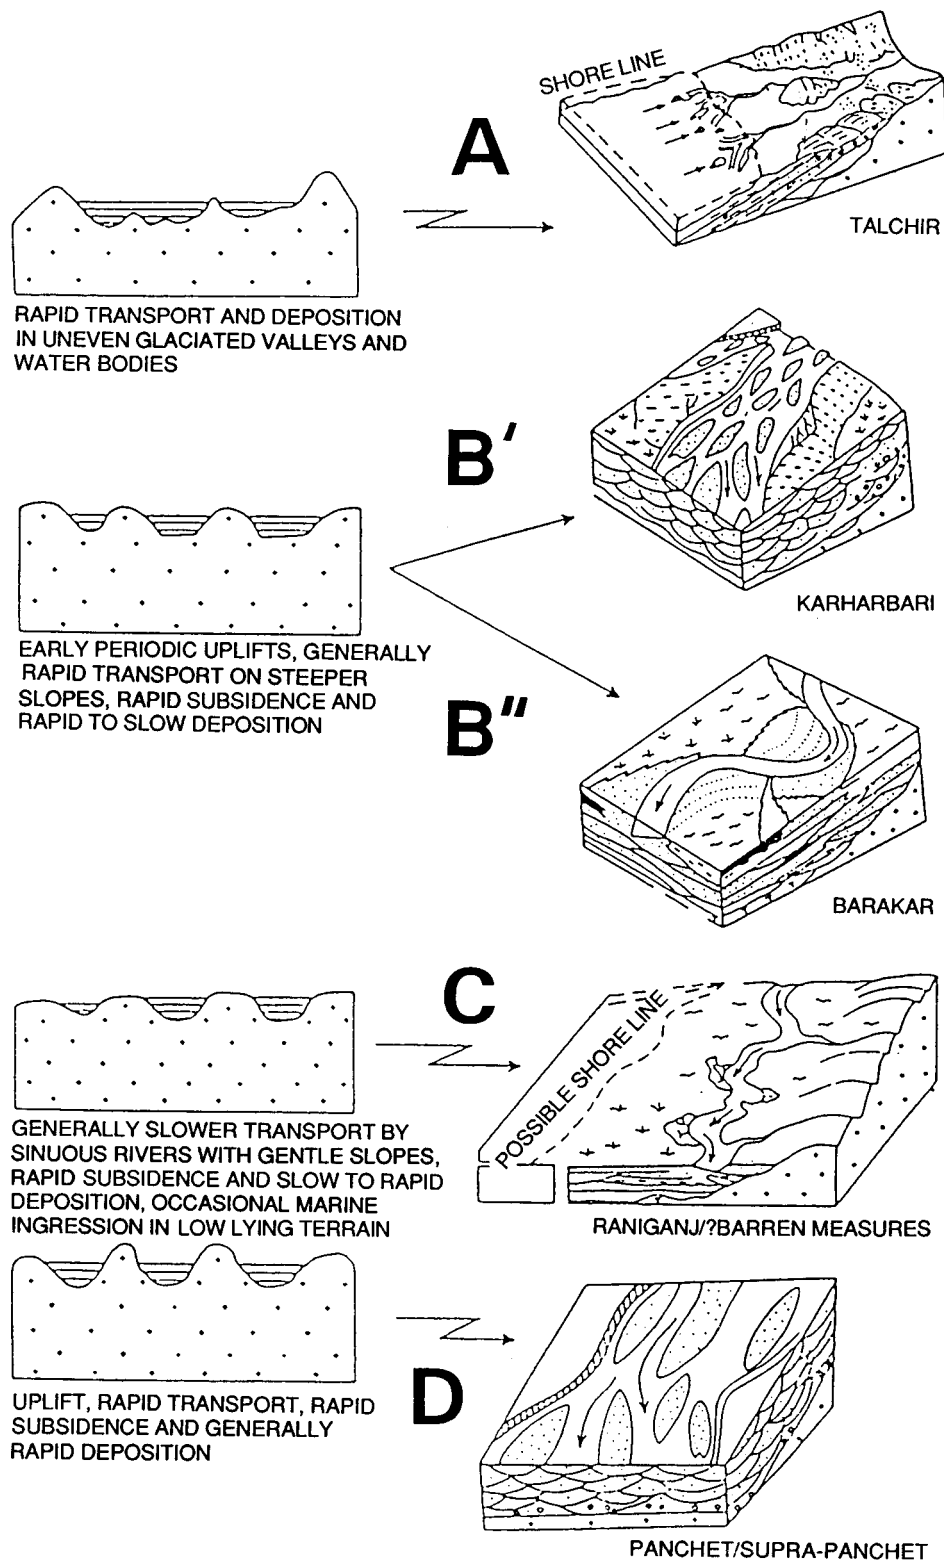 A
SHORE LINE
TALCHIR
RAPID TRANSPORT AND DEPOSITION
IN UNEVEN GLACIATED VALLEYS AND
WATER BODIES
B'
KARHARBARI
EARLY PERIODIC UPLIFTS, GENERALLY
RAPID TRANSPORT ON STEEPER
SLOPES, RAPID SUBSIDENCE AND
RAPID TO SLOW DEPOSITION
B"
BARAKAR
C
POSSIBLE SHORE LINE
GENERALLY SLOWER TRANSPORT BY
SINUOUS RIVERS WITH GENTLE SLOPES,
RAPID SUBSIDENCE AND SLOW TO RAPID
DEPOSITION, OCCASIONAL MARINE
INGRESSION IN LOW LYING TERRAIN
RANIGANJ/?BARREN MEASURES
D
UPLIFT, RAPID TRANSPORT, RAPID
SUBSIDENCE AND GENERALLY
RAPID DEPOSITION
PANCHET/SUPRA-PANCHET